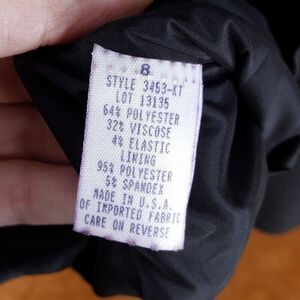 8
STYLE 3453-KT
LOT 13135
64% POLYESTER
32% VISCOSE
4% ELASTIC
LINING
95% POLYESTER
5% SPANDEX
MADE IN U.S.A.
OF IMPORTED FABRIC
CARE ON REVERSE